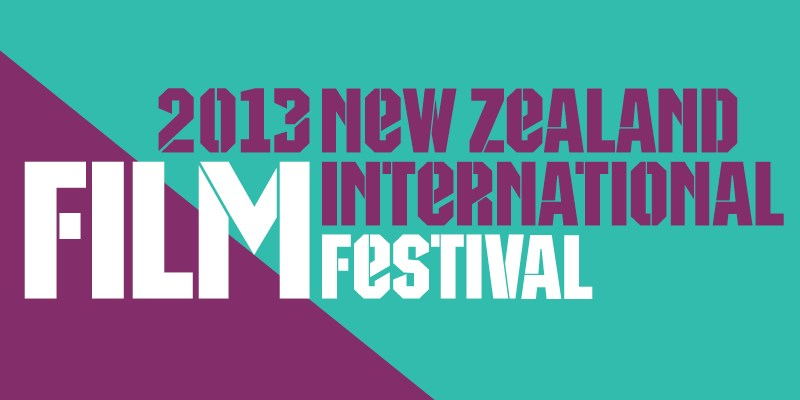 2013 NeW ZeALAND
FILM INTeRNATIONAL
FeSTIVAL